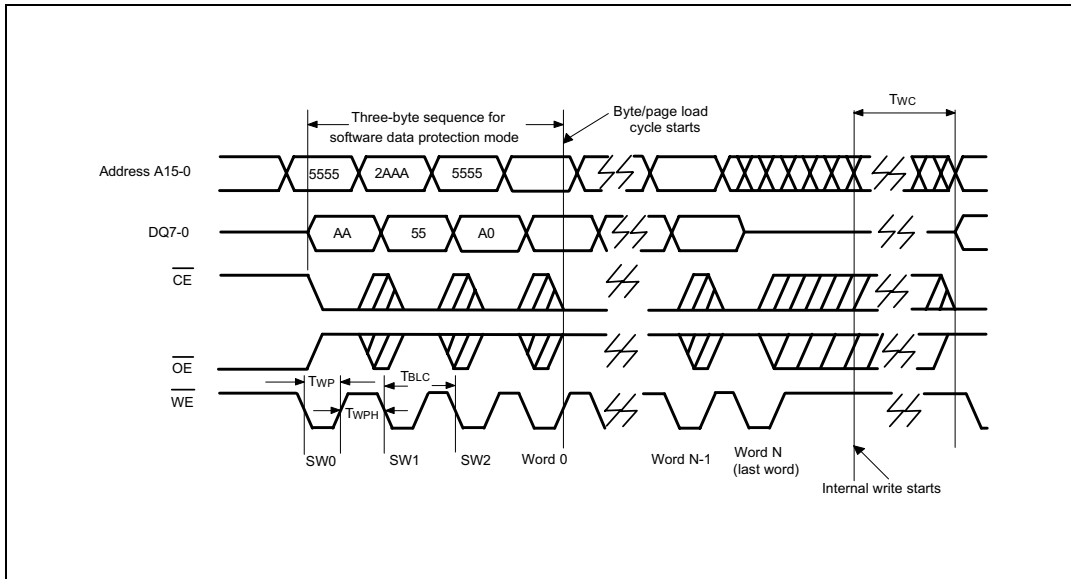 Three-byte sequence for
software data protection mode
Byte/page load
cycle starts
TWC
Address A15-0
5555
2AAA
5555
DQ7-0
AA
55
A0
CE
OE
TWP
TBLC
WE
TWPH
SW0
SW1
SW2
Word 0
Word N-1
Word N
(last word)
Internal write starts